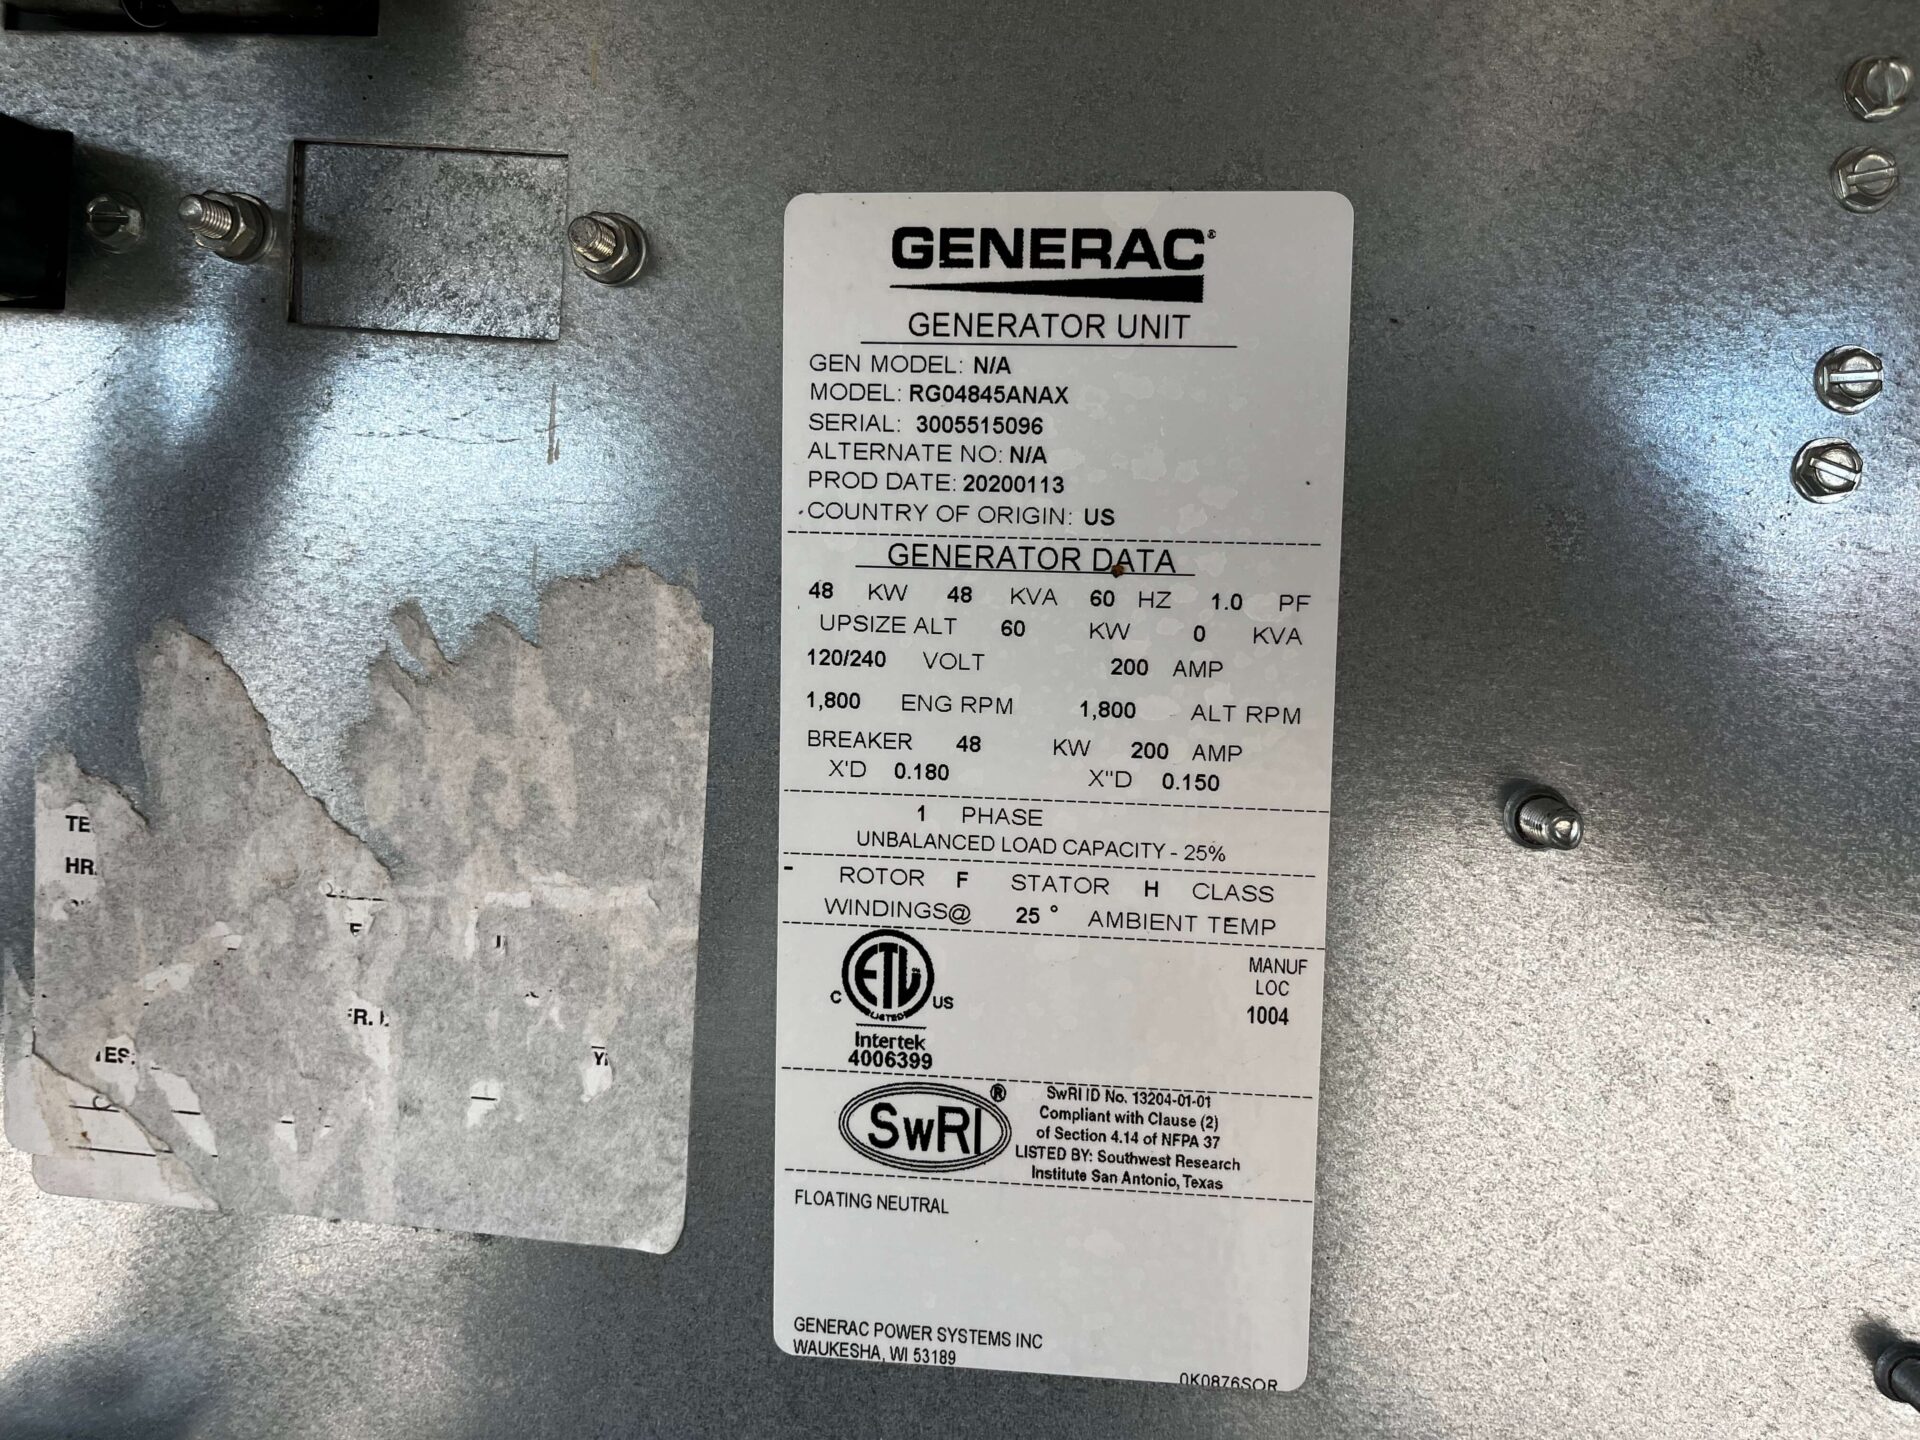 GENERAC®
GENERATOR UNIT
GEN MODEL: N/A
MODEL: RG04845ANAX
SERIAL: 3005515096
ALTERNATE NO: N/A
PROD DATE: 20200113
COUNTRY OF ORIGIN: US
GENERATOR DATA
48 KW 48 KVA 60 HZ 1.0 PF
UPSIZE ALT 60 KW 0 KVA
120/240 VOLT 200 AMP
1,800 ENG RPM 1,800 ALT RPM
BREAKER 48 KW 200 AMP
X'D 0.180 X"D 0.150
1 PHASE
UNBALANCED LOAD CAPACITY - 25%
ROTOR F STATOR H CLASS
WINDINGS@ 25 ° AMBIENT TEMP
C ETL US
LISTED
Intertek
4006399
MANUF
LOC
1004
SwRI®
SwRI ID No. 13204-01-01
Compliant with Clause (2)
of Section 4.14 of NFPA 37
LISTED BY: Southwest Research
Institute San Antonio, Texas
FLOATING NEUTRAL
GENERAC POWER SYSTEMS INC
WAUKESHA, WI 53189
0K0876SOR
TE
HR.